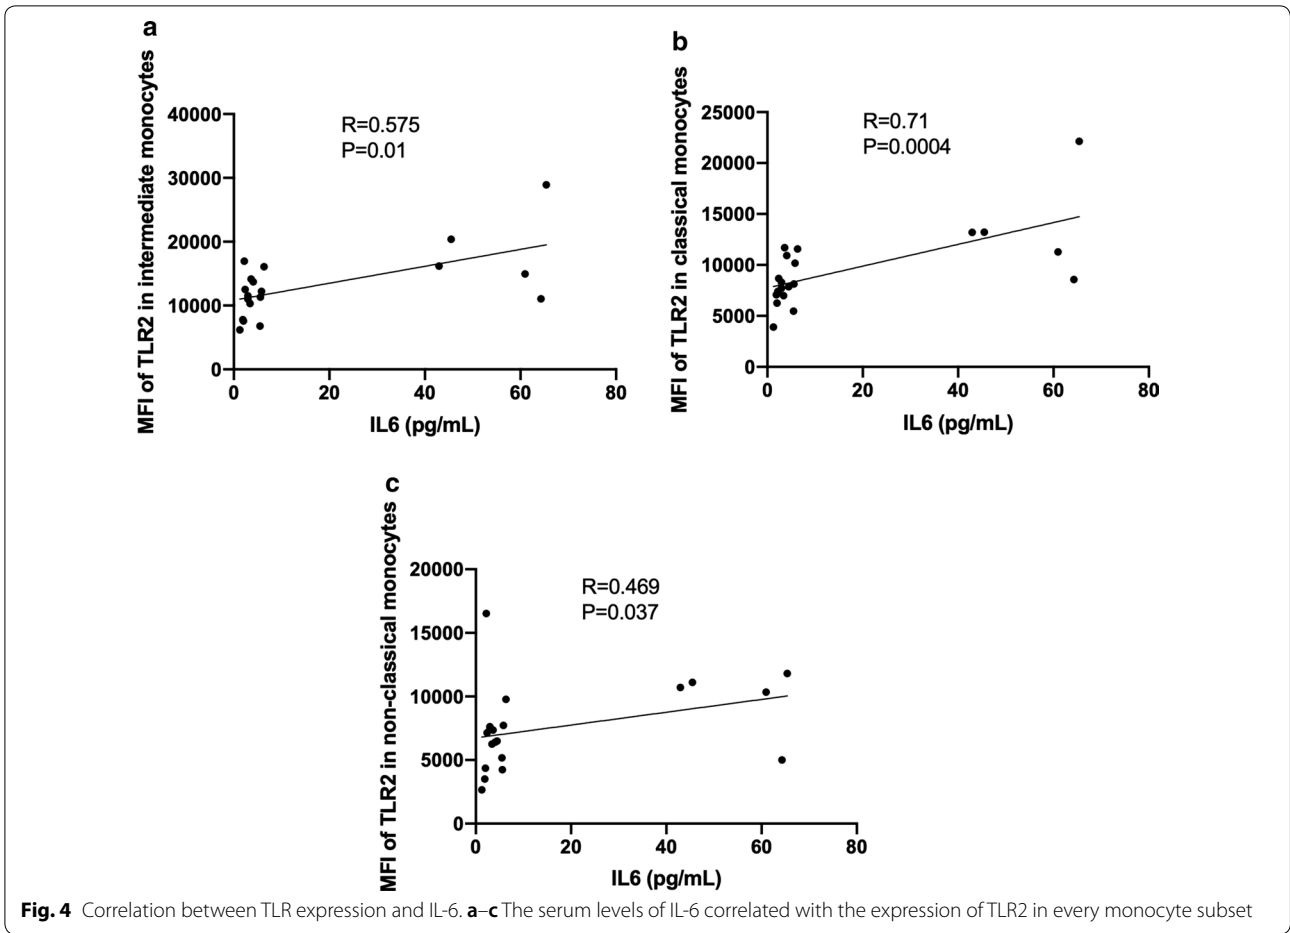 a
MFI of TLR2 in intermediate monocytes
40000
30000
20000
10000
0
R=0.575
P=0.01
0 20 40 60 80
IL6 (pg/mL)
b
MFI of TLR2 in classical monocytes
25000
20000
15000
10000
5000
0
R=0.71
P=0.0004
0 20 40 60 80
IL6 (pg/mL)
c
MFI of TLR2 in non-classical monocytes
20000
15000
10000
5000
0
R=0.469
P=0.037
0 20 40 60 80
IL6 (pg/mL)
Fig. 4 Correlation between TLR expression and IL-6. a–c The serum levels of IL-6 correlated with the expression of TLR2 in every monocyte subset